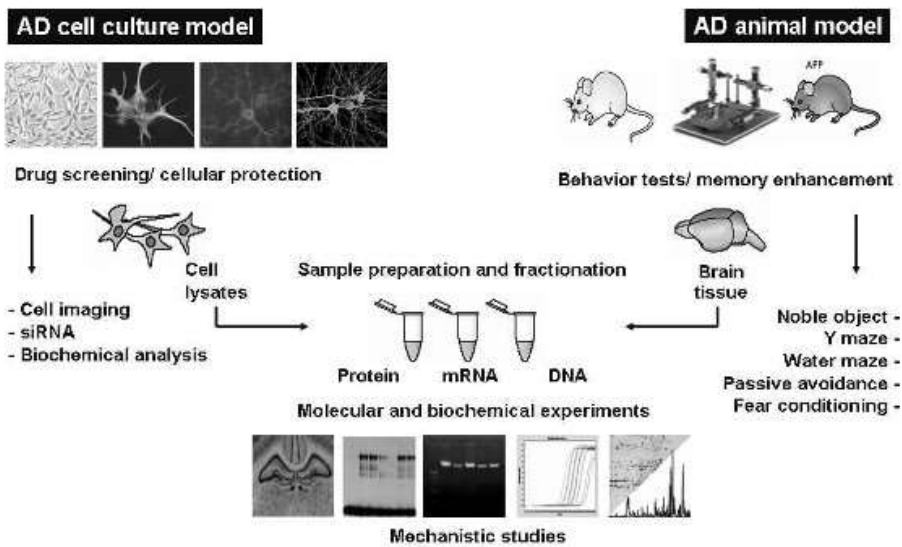 AD cell culture model
AD animal model
APP
Drug screening/ cellular protection
Behavior tests/ memory enhancement
Cell
lysates
Sample preparation and fractionation
Brain
tissue
- Cell imaging
- siRNA
- Biochemical analysis
Noble object -
Y maze -
Water maze -
Passive avoidance -
Fear conditioning -
Protein
mRNA
DNA
Molecular and biochemical experiments
Mechanistic studies